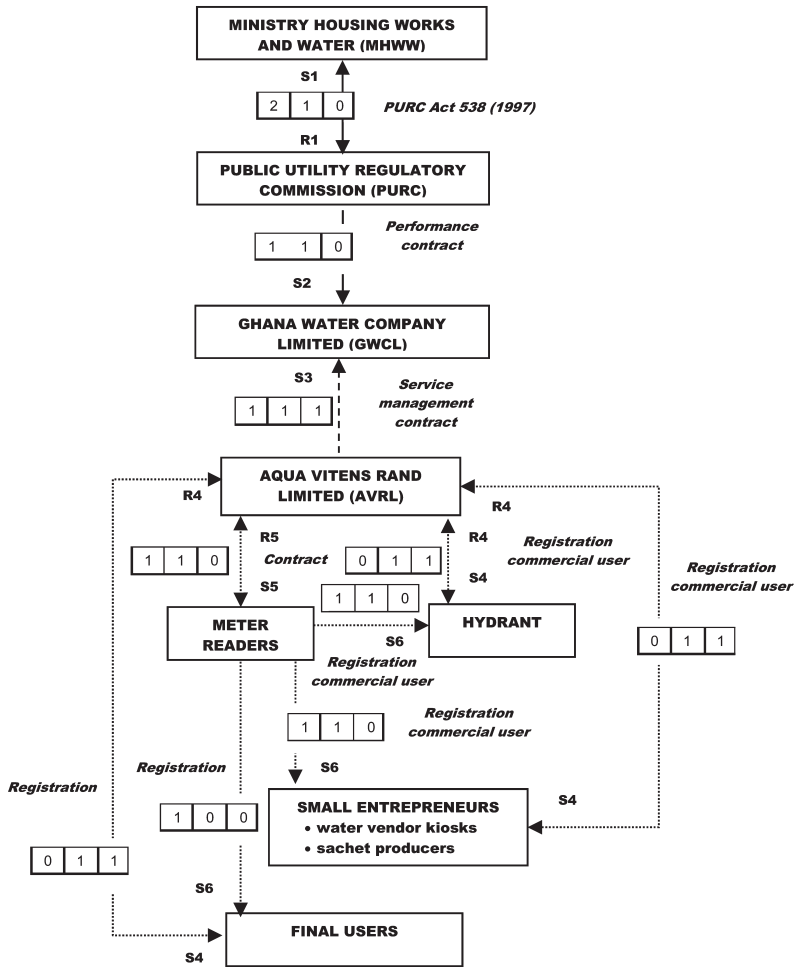 MINISTRY HOUSING WORKS
AND WATER (MHWW)
S1
2 1 0
PURC Act 538 (1997)
R1
PUBLIC UTILITY REGULATORY
COMMISSION (PURC)
Performance
contract
1 1 0
S2
GHANA WATER COMPANY
LIMITED (GWCL)
S3
Service
management
contract
1 1 1
AQUA VITENS RAND
LIMITED (AVRL)
R4
R4
R5
R4
Registration
commercial user
1 1 0
Contract
0 1 1
S5
S4
Registration
commercial user
1 1 0
METER
READERS
HYDRANT
S6
0 1 1
Registration
commercial user
1 1 0
Registration
commercial user
Registration
S6
Registration
SMALL ENTREPRENEURS
• water vendor kiosks
• sachet producers
S4
1 0 0
0 1 1
S6
FINAL USERS
S4